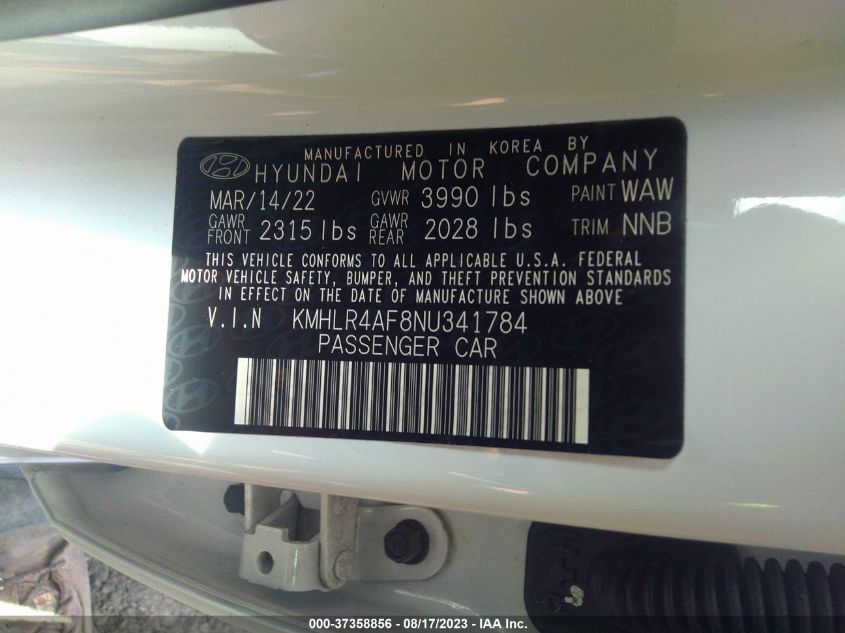 MANUFACTURED IN KOREA BY
HYUNDAI MOTOR COMPANY
MAR/14/22 GVWR 3990 lbs PAINT WAW
GAWR FRONT 2315 lbs GAWR REAR 2028 lbs TRIM NNB
THIS VEHICLE CONFORMS TO ALL APPLICABLE U.S.A. FEDERAL
MOTOR VEHICLE SAFETY, BUMPER, AND THEFT PREVENTION STANDARDS
IN EFFECT ON THE DATE OF MANUFACTURE SHOWN ABOVE
V.I.N KMHLR4AF8NU341784
PASSENGER CAR
000-37358856 - 08/17/2023 - IAA Inc.